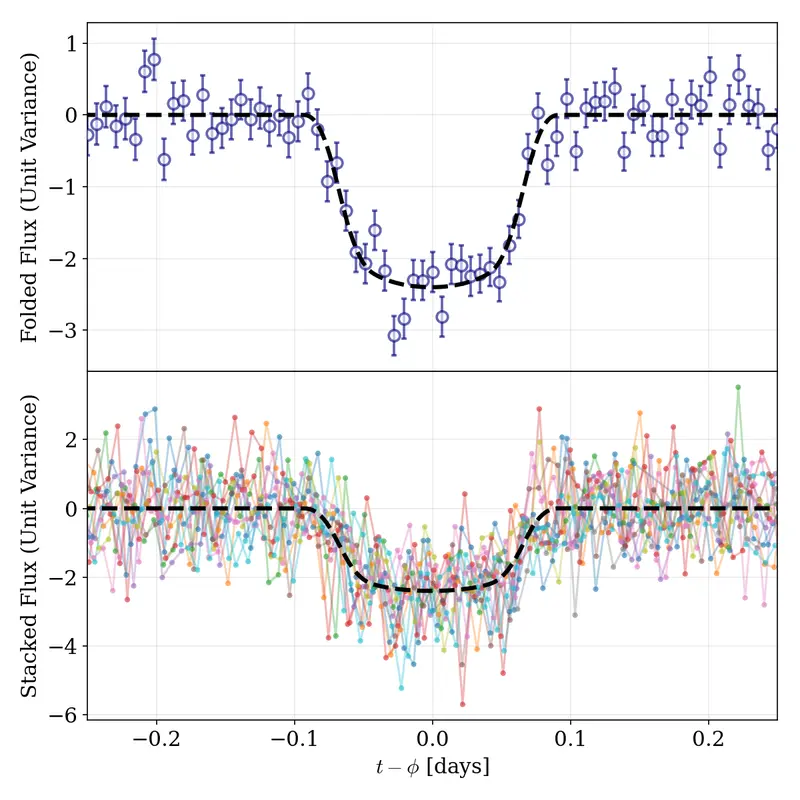 Folded Flux (Unit Variance)
1
0
−1
−2
−3
Stacked Flux (Unit Variance)
2
0
−2
−4
−6
−0.2 −0.1 0.0 0.1 0.2
t − ϕ [days]